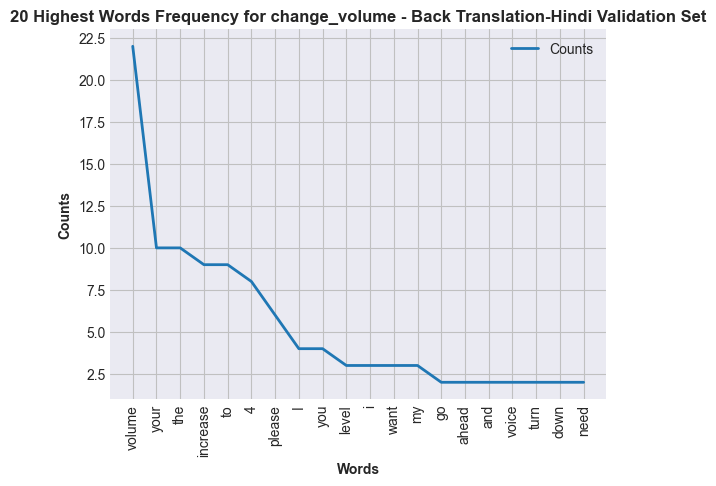 20 Highest Words Frequency for change_volume - Back Translation-Hindi Validation Set
Counts
22.5
20.0
17.5
15.0
12.5
10.0
7.5
5.0
2.5
Counts
volume
your
the
increase
to
4
please
I
you
level
i
want
my
go
ahead
and
voice
turn
down
need
Words